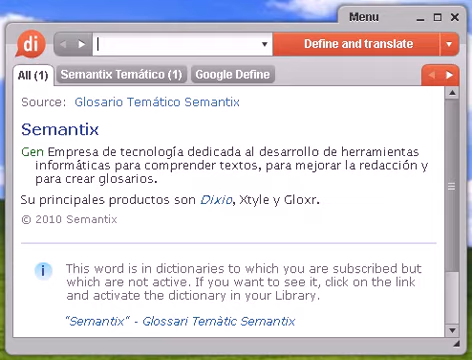 Menu
di
Define and translate
All (1)
Semantix Temático (1)
Google Define
Source: Glosario Temático Semantix
Semantix
Gen Empresa de tecnología dedicada al desarrollo de herramientas
informáticas para comprender textos, para mejorar la redacción y
para crear glosarios.
Su principales productos son Dixio, Xtyle y Gloxr.
© 2010 Semantix
i
This word is in dictionaries to which you are subscribed but
which are not active. If you want to see it, click on the link
and activate the dictionary in your Library.
"Semantix" - Glossari Temàtic Semantix